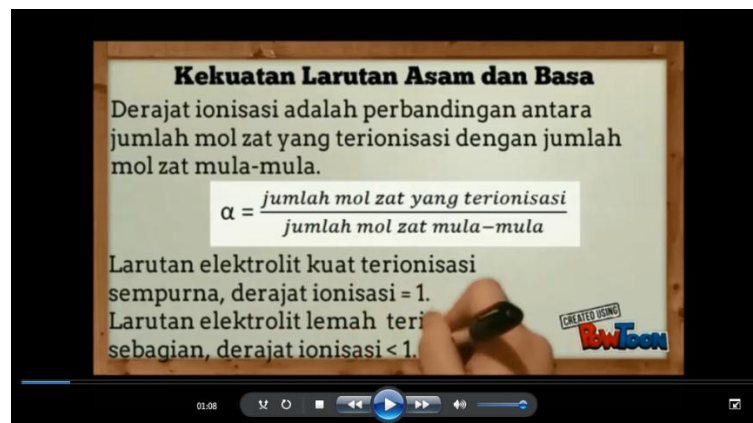 Kekuatan Larutan Asam dan Basa
Derajat ionisasi adalah perbandingan antara
jumlah mol zat yang terionisasi dengan jumlah
mol zat mula-mula.
α = jumlah mol zat yang terionisasi
jumlah mol zat mula−mula
Larutan elektrolit kuat terionisasi
sempurna, derajat ionisasi = 1.
Larutan elektrolit lemah teri
sebagian, derajat ionisasi < 1.
CREATED USING
POWTOON
01:08